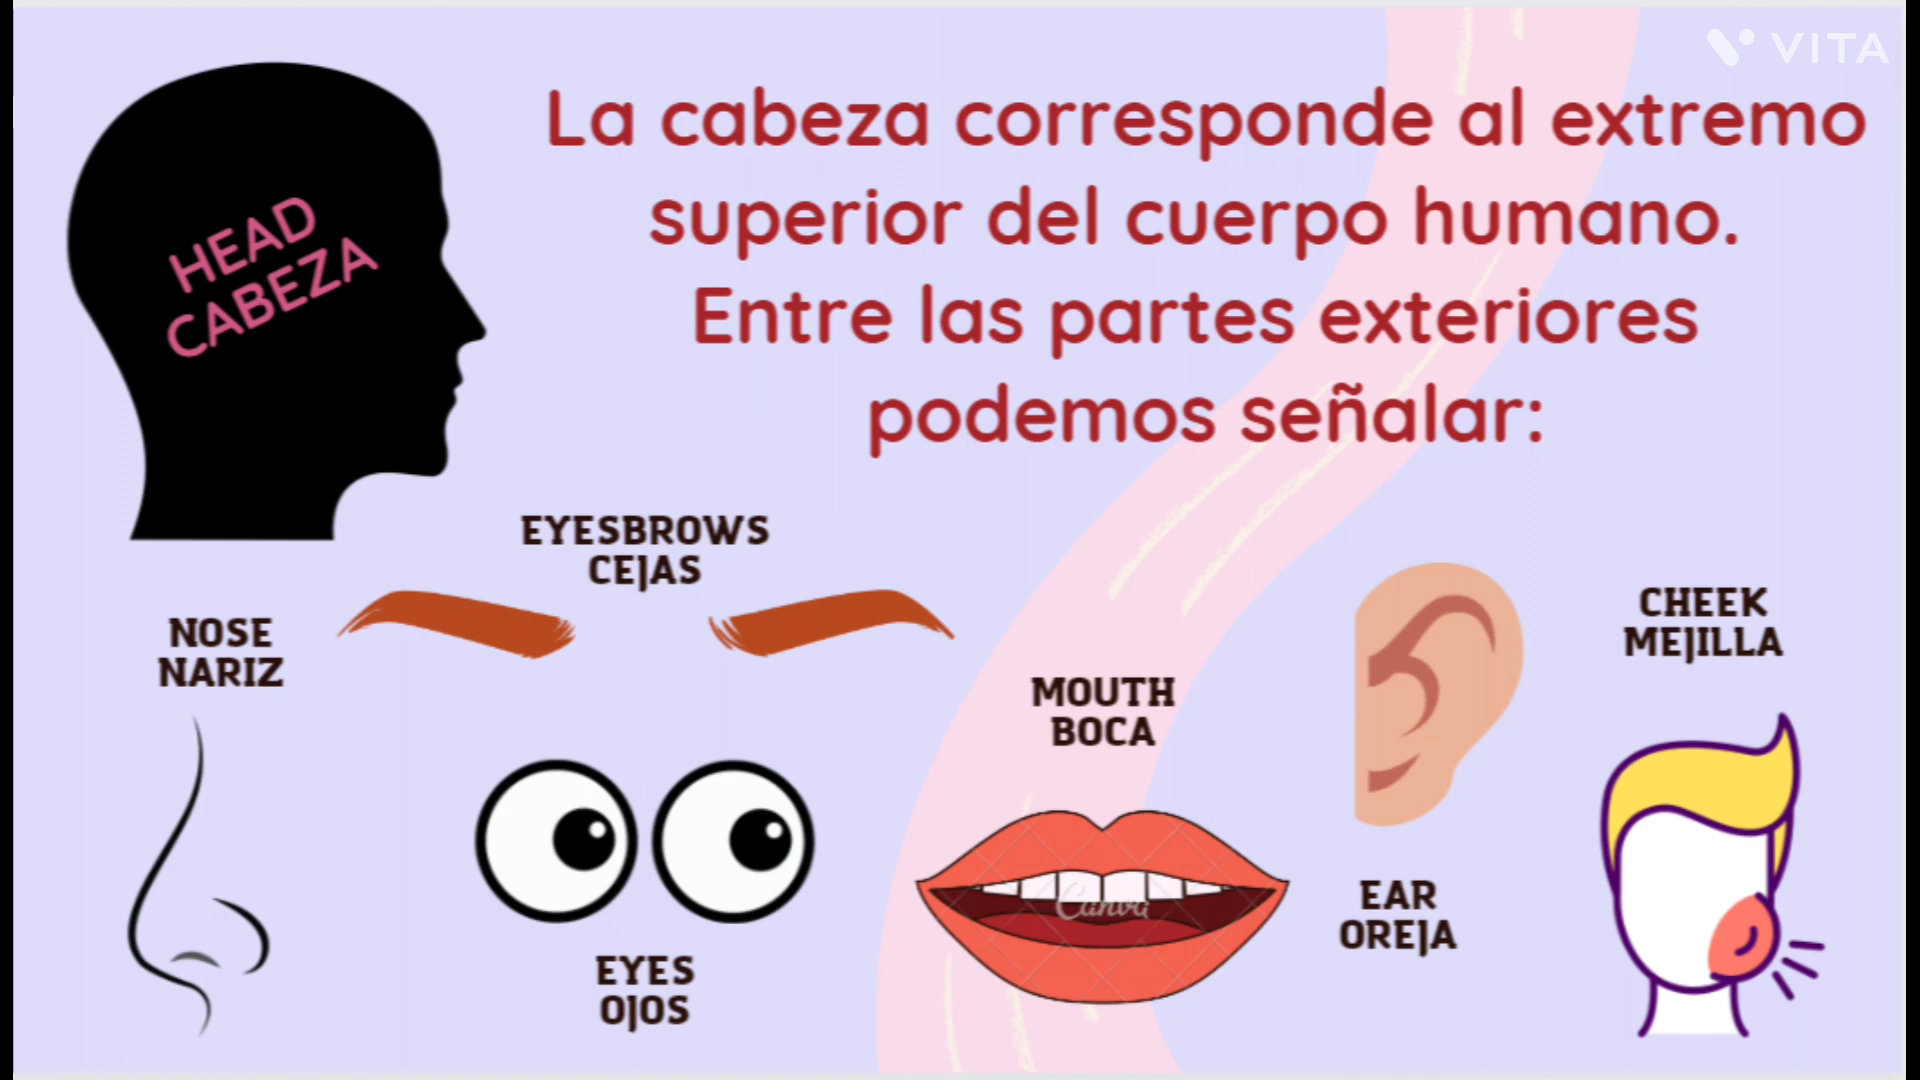 VITA
La cabeza corresponde al extremo
superior del cuerpo humano.
Entre las partes exteriores
podemos señalar:
HEAD
CABEZA
EYESBROWS
CEJAS
NOSE
NARIZ
MOUTH
BOCA
CHEEK
MEJILLA
EAR
OREJA
EYES
OJOS
Canva